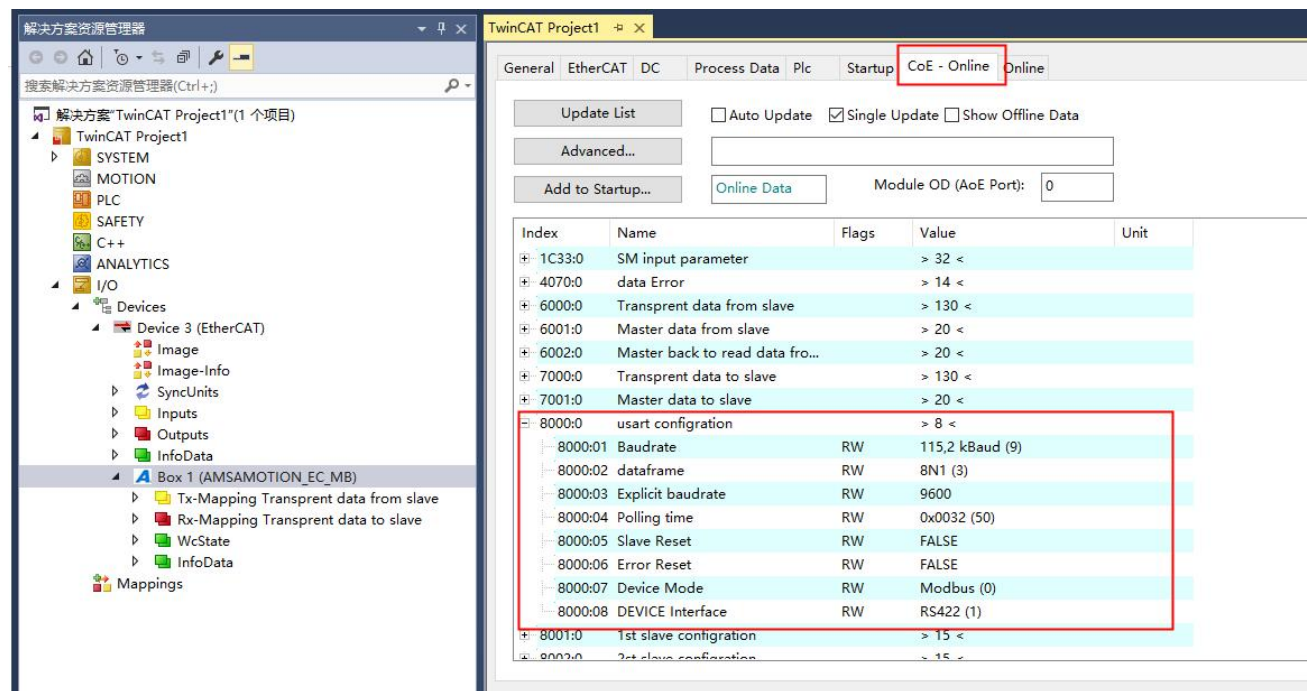 解决方案资源管理器
搜索解决方案资源管理器(Ctrl+;)
解决方案"TwinCAT Project1"(1 个项目)
TwinCAT Project1
SYSTEM
MOTION
PLC
SAFETY
C++
ANALYTICS
I/O
Devices
Device 3 (EtherCAT)
Image
Image-Info
SyncUnits
Inputs
Outputs
InfoData
Box 1 (AMSAMOTION_EC_MB)
Tx-Mapping Transprent data from slave
Rx-Mapping Transprent data to slave
WcState
InfoData
Mappings
TwinCAT Project1
General EtherCAT DC Process Data Plc Startup CoE - Online Online
Update List Auto Update Single Update Show Offline Data
Advanced...
Add to Startup... Online Data Module OD (AoE Port): 0
Index Name Flags Value Unit
1C33:0 SM input parameter > 32 <
4070:0 data Error > 14 <
6000:0 Transprent data from slave > 130 <
6001:0 Master data from slave > 20 <
6002:0 Master back to read data fro... > 20 <
7000:0 Transprent data to slave > 130 <
7001:0 Master data to slave > 20 <
8000:0 usart configration > 8 <
8000:01 Baudrate RW 115,2 kBaud (9)
8000:02 dataframe RW 8N1 (3)
8000:03 Explicit baudrate RW 9600
8000:04 Polling time RW 0x0032 (50)
8000:05 Slave Reset RW FALSE
8000:06 Error Reset RW FALSE
8000:07 Device Mode RW Modbus (0)
8000:08 DEVICE Interface RW RS422 (1)
8001:0 1st slave configration > 15 <
8002:0 2st slave configration > 15 <